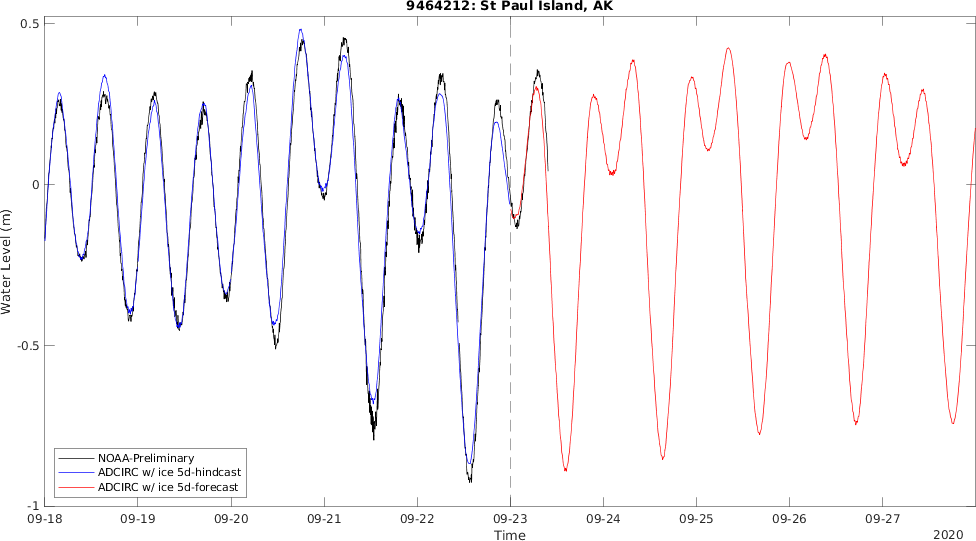 9464212: St Paul Island, AK
Water Level (m)
0.5
0
-0.5
-1
NOAA-Preliminary
ADCIRC w/ ice 5d-hindcast
ADCIRC w/ ice 5d-forecast
09-18 09-19 09-20 09-21 09-22 09-23 09-24 09-25 09-26 09-27
Time
2020